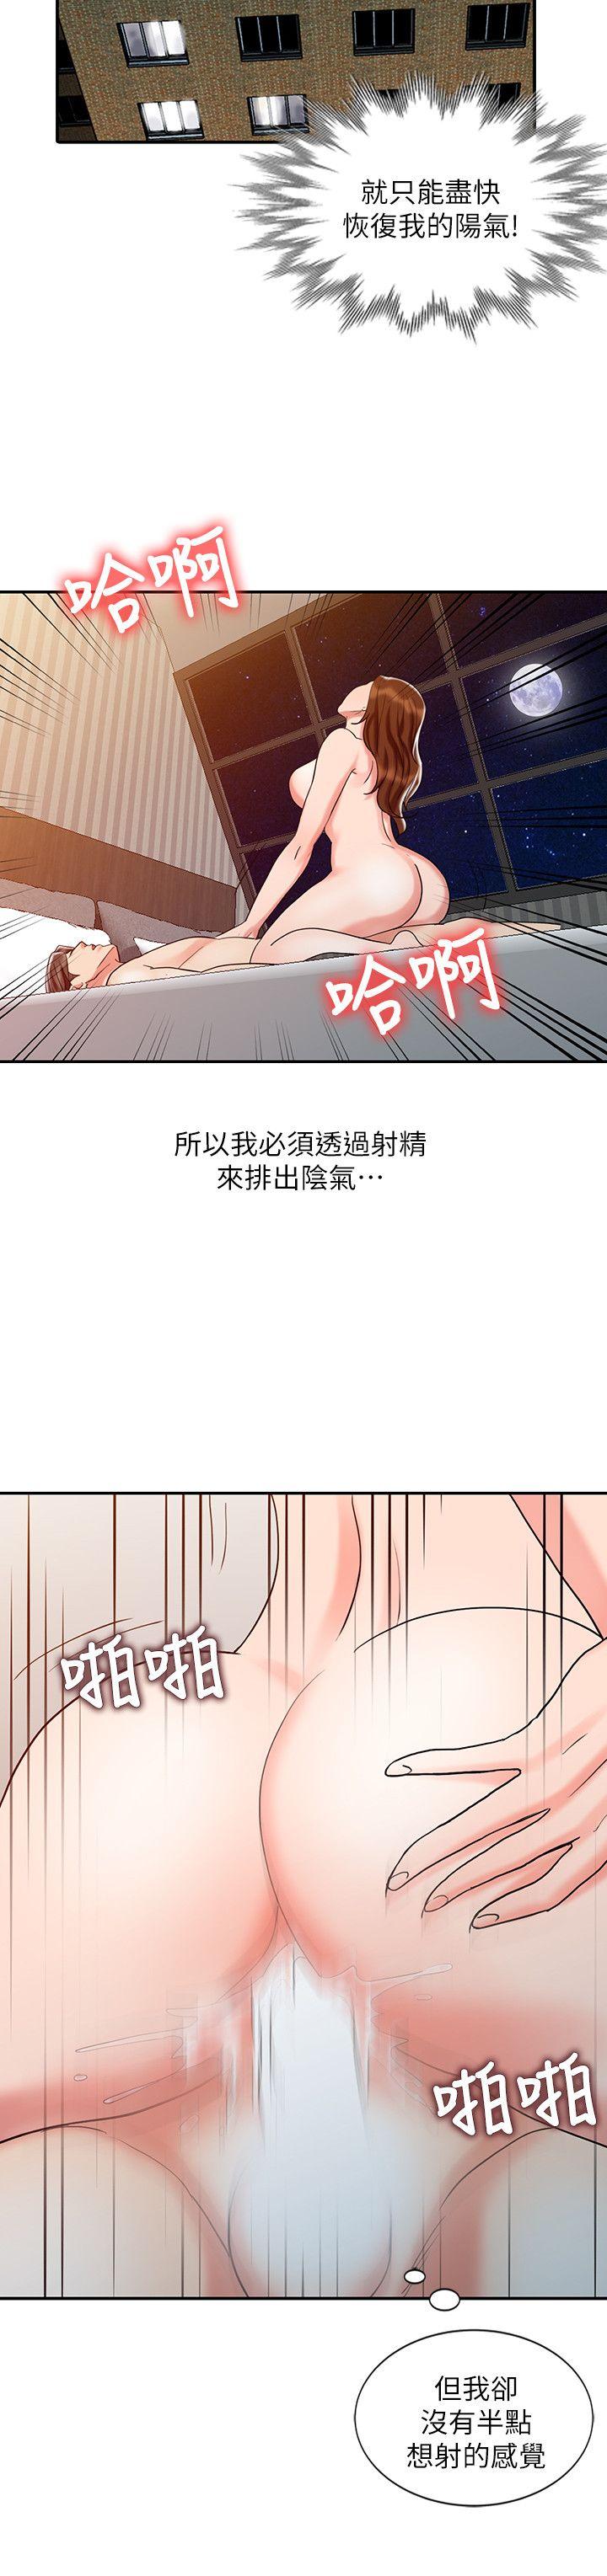 就只能盡快
恢復我的陽氣!
哈啊
哈啊
所以我必須透過射精
來排出陰氣⋯
啪啪
啪啪
但我卻
沒有半點
想射的感覺